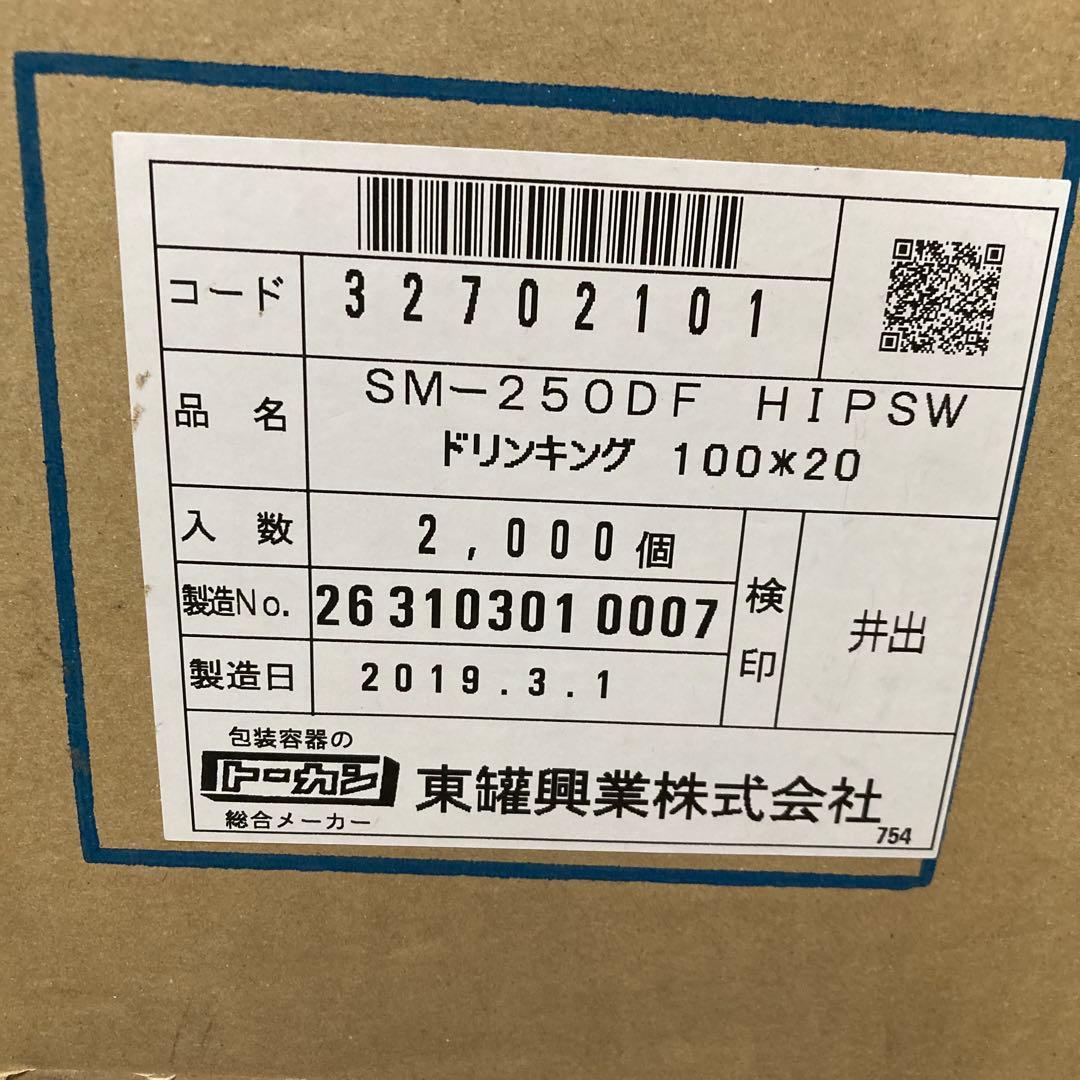 コード 32702101
品名 SM-250DF HIPSW
ドリンキング 100*20
入数 2,000個
製造No. 263103010007
製造日 2019.3.1
検印 井出
包装容器の
トーカン
総合メーカー
東罐興業株式会社
754